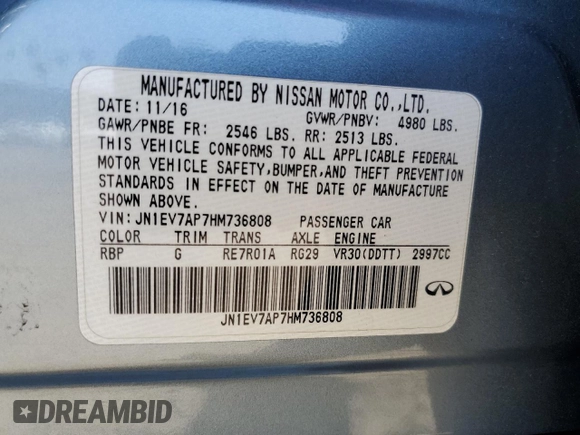 MANUFACTURED BY NISSAN MOTOR CO.,LTD.
DATE: 11/16 GVWR/PNBV: 4980 LBS.
GAWR/PNBE FR: 2546 LBS. RR: 2513 LBS.
THIS VEHICLE CONFORMS TO ALL APPLICABLE FEDERAL
MOTOR VEHICLE SAFETY,BUMPER,AND THEFT PREVENTION
STANDARDS IN EFFECT ON THE DATE OF MANUFACTURE
SHOWN ABOVE.
VIN: JN1EV7AP7HM736808 PASSENGER CAR
COLOR TRIM TRANS AXLE ENGINE
RBP G RE7R01A RG29 VR30(DDTT) 2997CC
JN1EV7AP7HM736808
DREAMBID